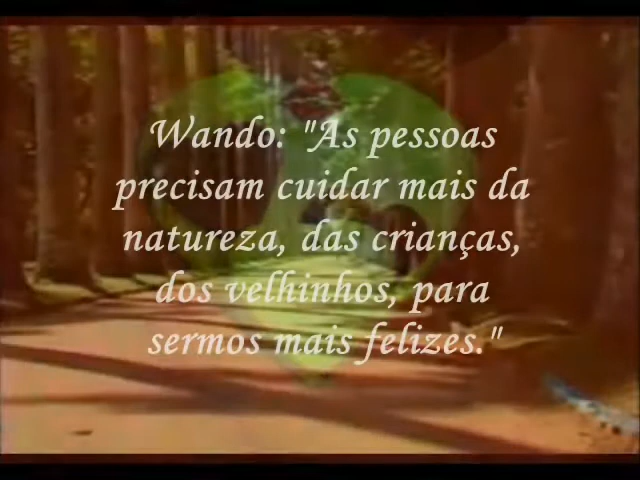 Wando: "As pessoas
precisam cuidar mais da
natureza, das crianças,
dos velhinhos, para
sermos mais felizes."